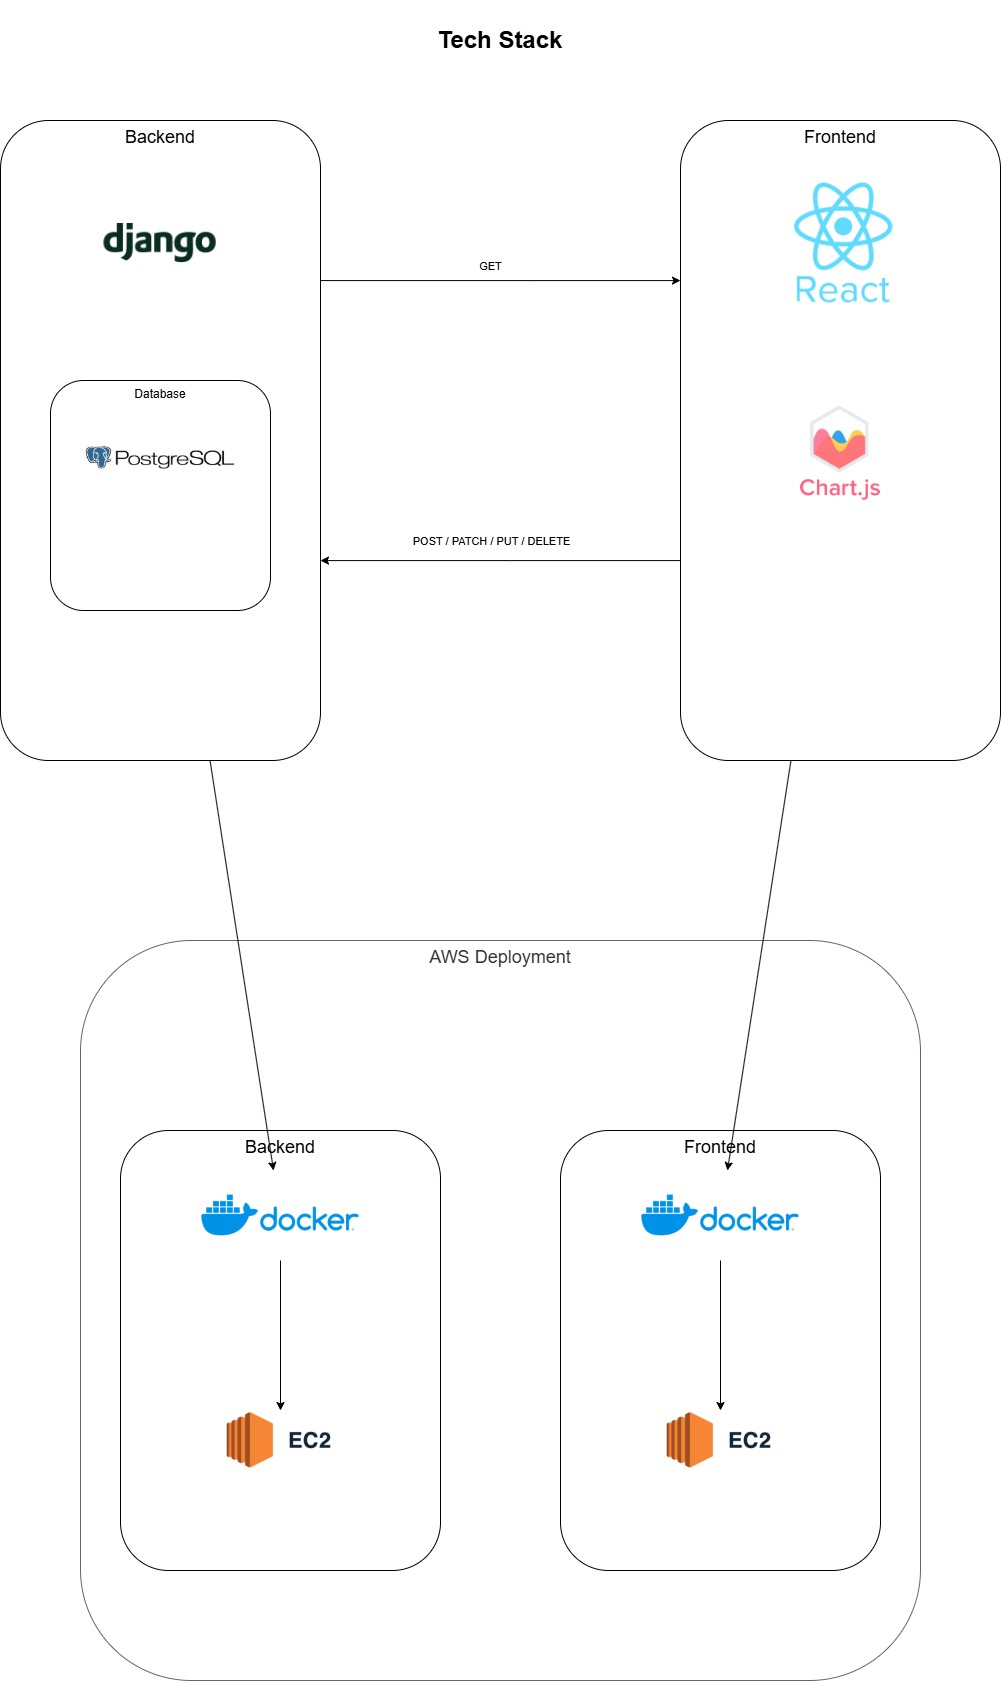 Tech Stack
Backend
Frontend
django
React
GET
Database
PostgreSQL
Chart.js
POST / PATCH / PUT / DELETE
AWS Deployment
Backend
Frontend
docker
docker
EC2
EC2